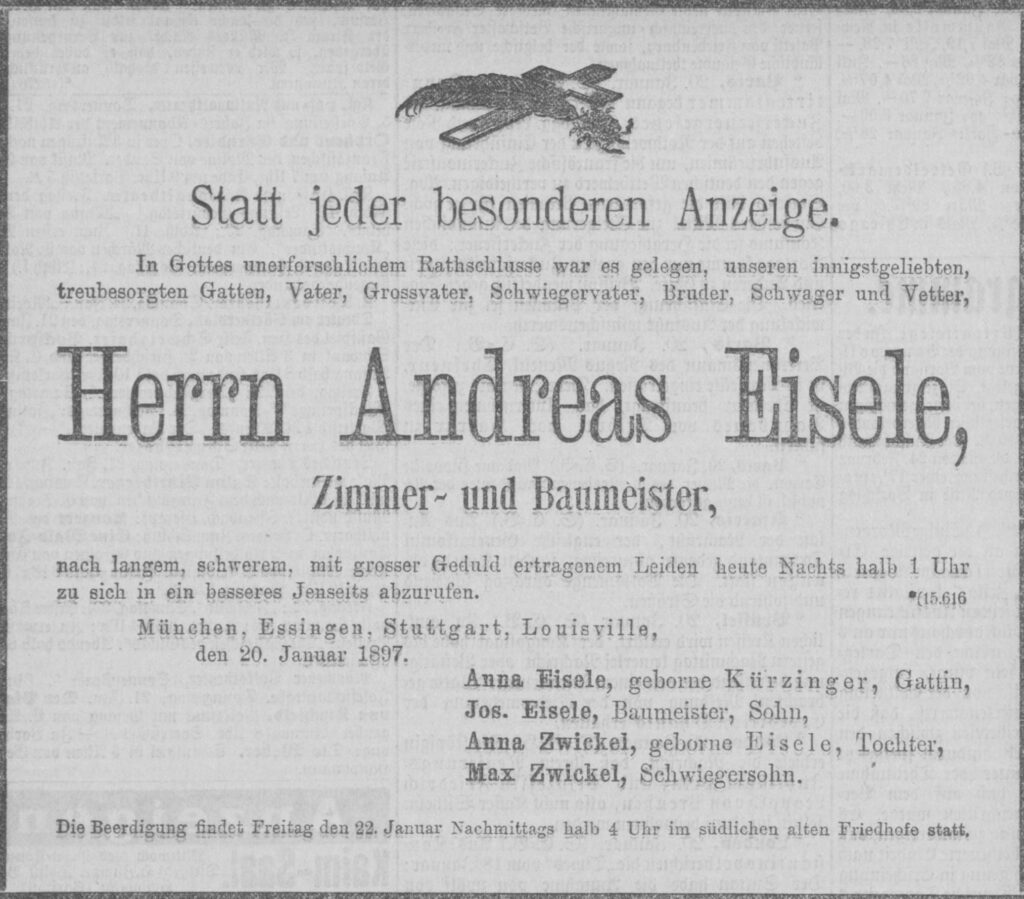 Statt jeder besonderen Anzeige.
In Gottes unerforschlichem Rathschlusse war es gelegen, unseren innigstgeliebten,
treubesorgten Gatten, Vater, Grossvater, Schwiegervater, Bruder, Schwager und Vetter,
Herrn Andreas Eisele,
Zimmer- und Baumeister,
nach langem, schwerem, mit grosser Geduld ertragenem Leiden heute Nachts halb 1 Uhr
zu sich in ein besseres Jenseits abzurufen.
*(15.616
München, Essingen, Stuttgart, Louisville,
den 20. Januar 1897.
Anna Eisele, geborne Kürzinger, Gattin,
Jos. Eisele, Baumeister, Sohn,
Anna Zwickel, geborne Eisele, Tochter,
Max Zwickel, Schwiegersohn.
Die Beerdigung findet Freitag den 22. Januar Nachmittags halb 4 Uhr im südlichen alten Friedhofe statt.